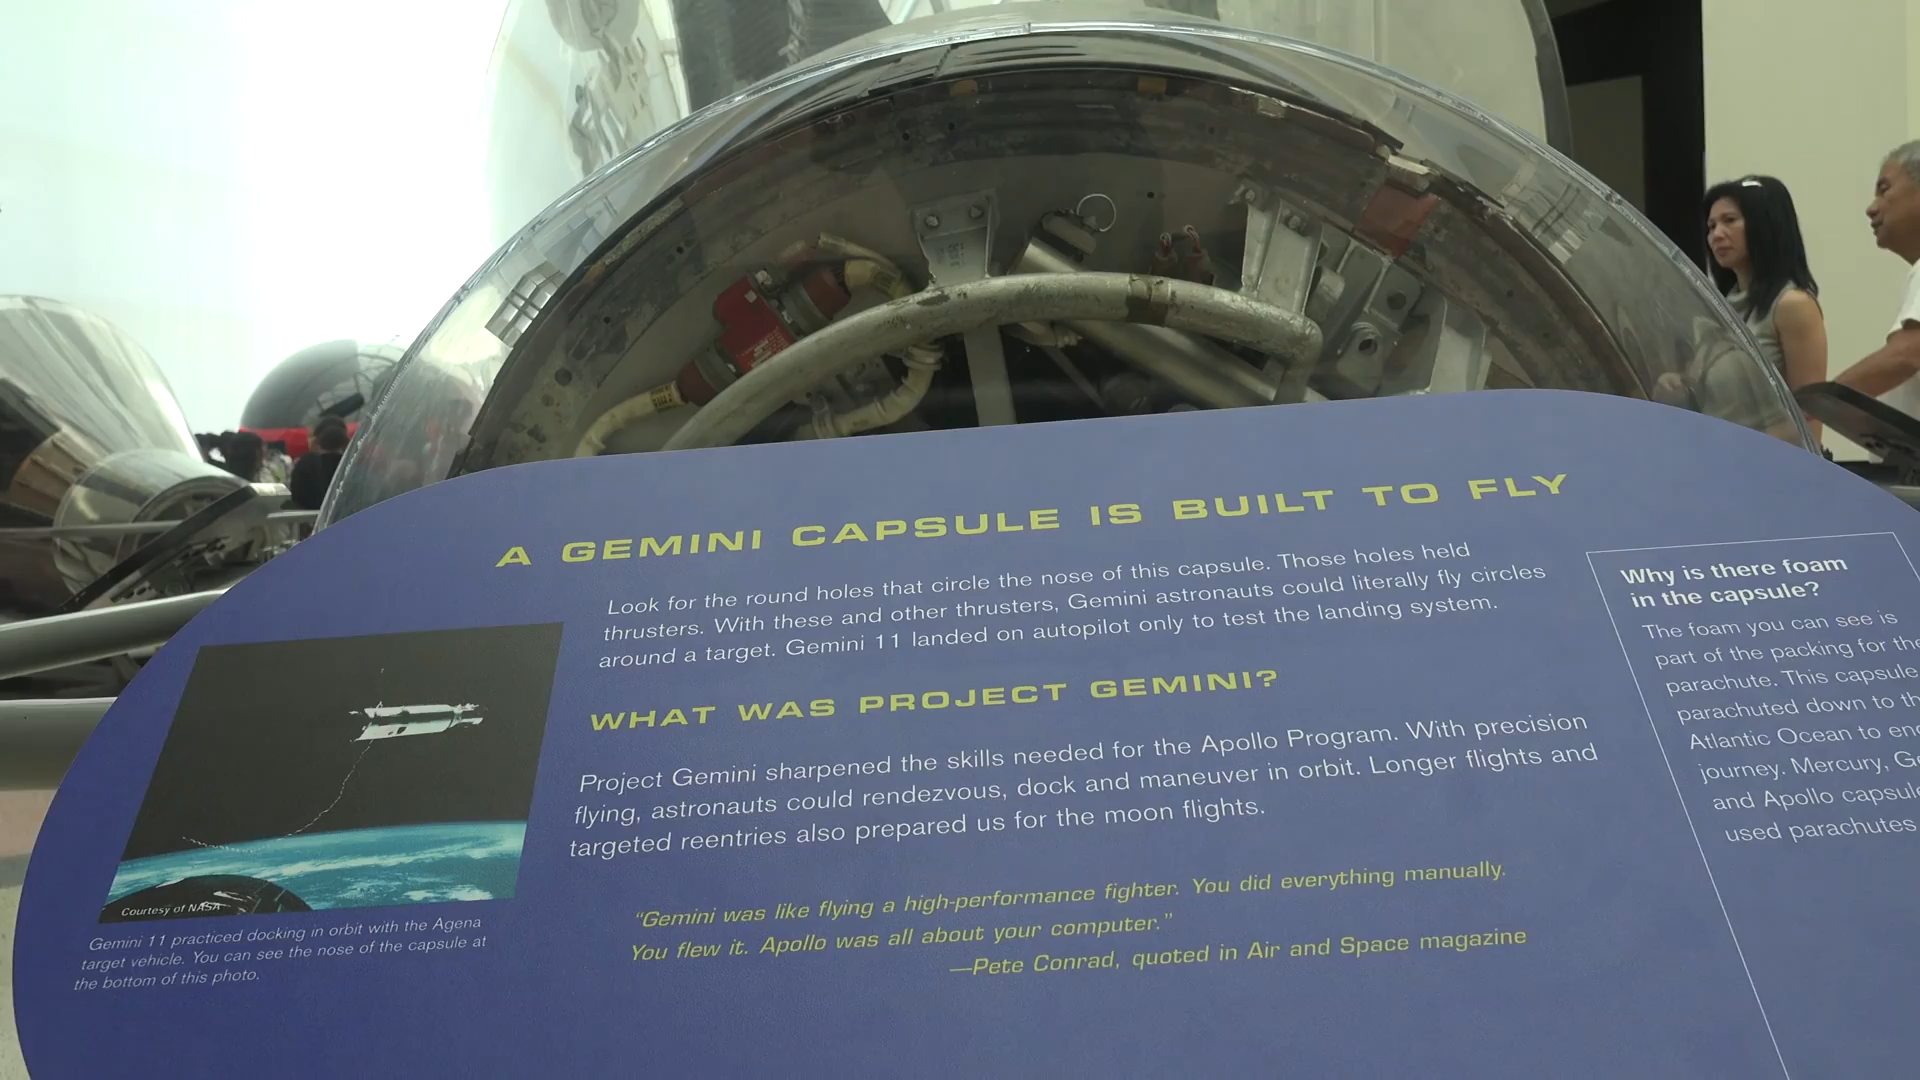 A GEMINI CAPSULE IS BUILT TO FLY
Look for the round holes that circle the nose of this capsule. Those holes held
thrusters. With these and other thrusters, Gemini astronauts could literally fly circles
around a target. Gemini 11 landed on autopilot only to test the landing system.
WHAT WAS PROJECT GEMINI?
Project Gemini sharpened the skills needed for the Apollo Program. With precision
flying, astronauts could rendezvous, dock and maneuver in orbit. Longer flights and
targeted reentries also prepared us for the moon flights.
“Gemini was like flying a high-performance fighter. You did everything manually.
You flew it. Apollo was all about your computer.”
—Pete Conrad, quoted in Air and Space magazine
Courtesy of NASA
Gemini 11 practiced docking in orbit with the Agena
target vehicle. You can see the nose of the capsule at
the bottom of this photo.
Why is there foam
in the capsule?
The foam you can see is
part of the packing for the
parachute. This capsule
parachuted down to
Atlantic Ocean to
journey. Mercury,
and Apollo
used parachutes